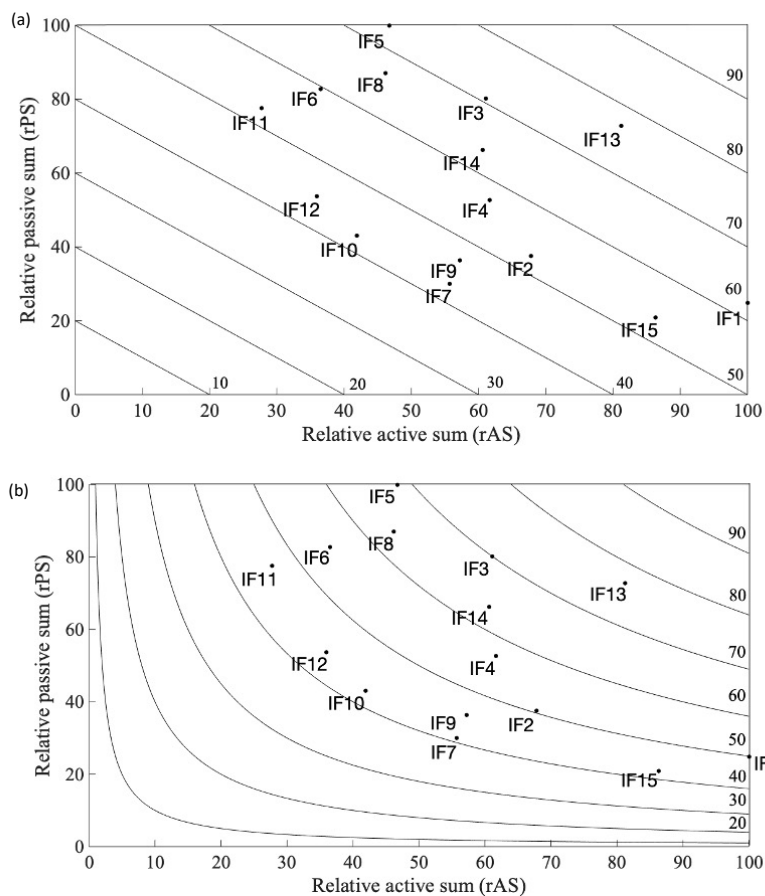 (a)
100
80
60
40
20
0
Relative passive sum (rPS)
IF5
IF8
IF6
IF11
IF3
IF13
IF14
IF12
IF4
IF10
IF9
IF2
IF7
IF15
IF1
90
80
70
60
50
10
20
30
40
0 10 20 30 40 50 60 70 80 90 100
Relative active sum (rAS)
(b)
100
80
60
40
20
0
Relative passive sum (rPS)
IF5
IF8
IF6
IF11
IF3
IF13
IF14
IF12
IF4
IF10
IF9
IF2
IF7
IF15
IF
90
80
70
60
50
40
30
20
0 10 20 30 40 50 60 70 80 90 100
Relative active sum (rAS)